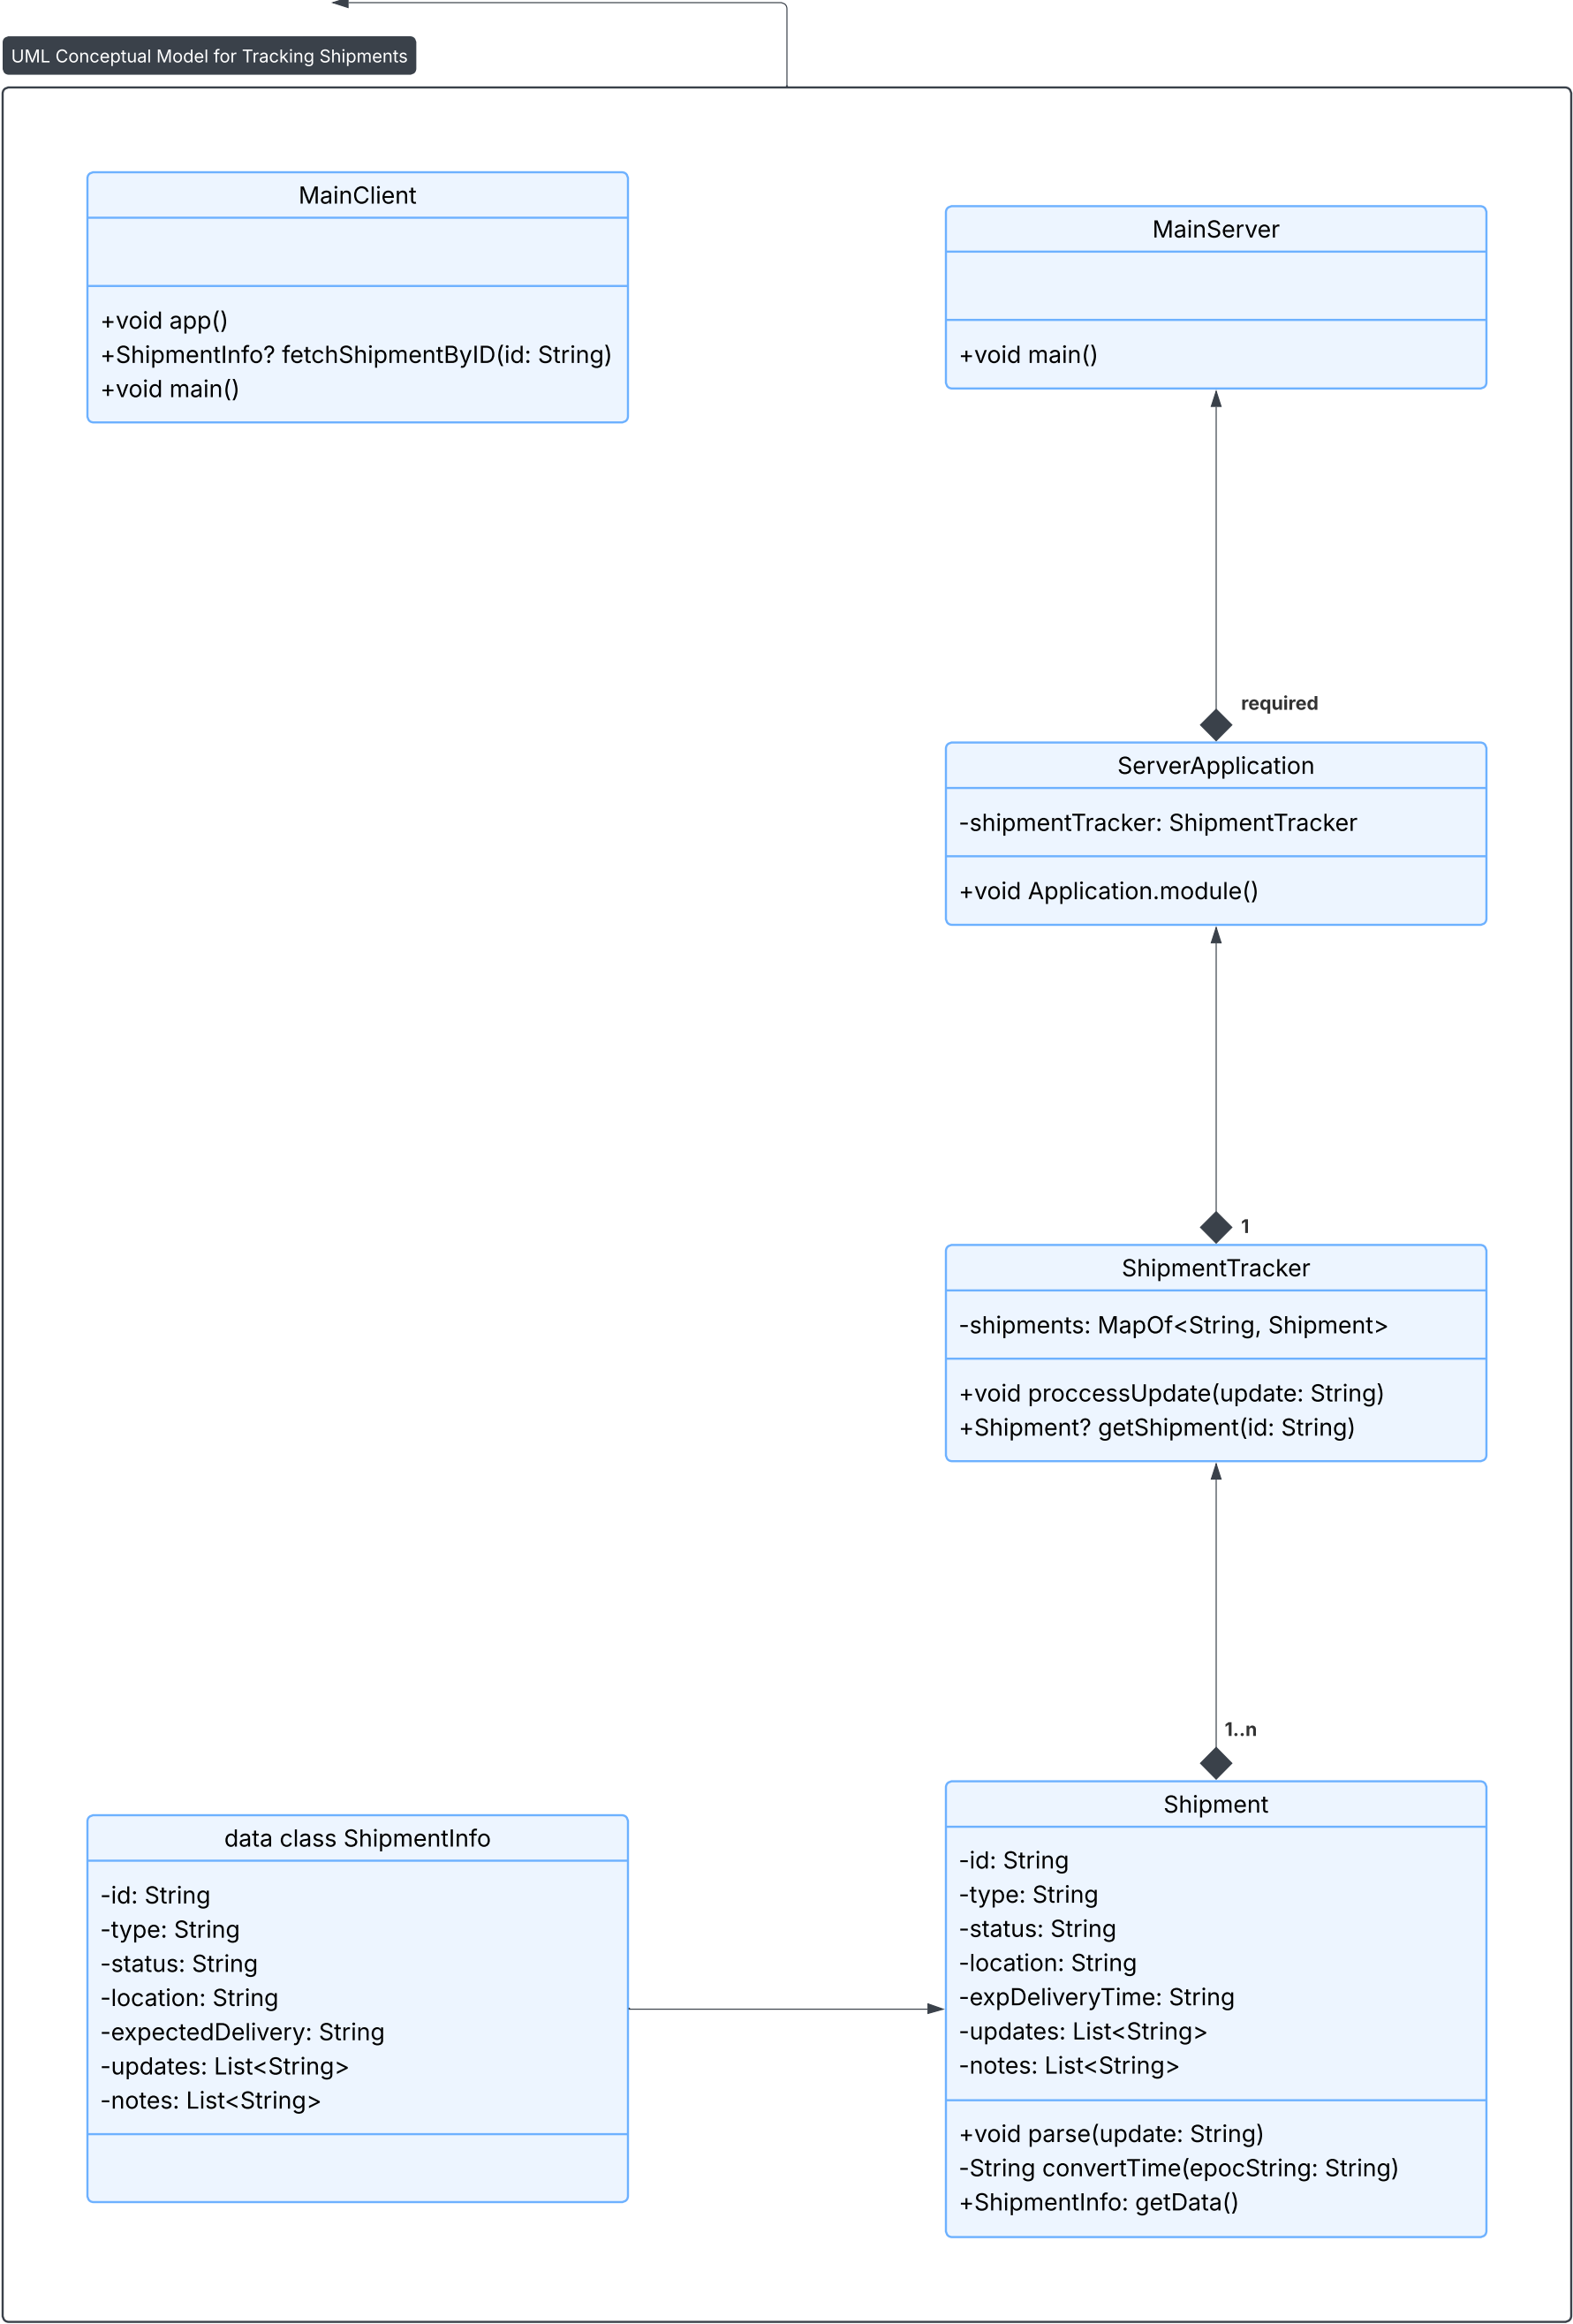 UML Conceptual Model for Tracking Shipments
MainClient
+void app()
+ShipmentInfo? fetchShipmentByID(id: String)
+void main()
MainServer
+void main()
required
ServerApplication
-shipmentTracker: ShipmentTracker
+void Application.module()
1
ShipmentTracker
-shipments: MapOf<String, Shipment>
+void proccessUpdate(update: String)
+Shipment? getShipment(id: String)
1..n
data class ShipmentInfo
-id: String
-type: String
-status: String
-location: String
-expectedDelivery: String
-updates: List<String>
-notes: List<String>
Shipment
-id: String
-type: String
-status: String
-location: String
-expDeliveryTime: String
-updates: List<String>
-notes: List<String>
+void parse(update: String)
-String convertTime(epocString: String)
+ShipmentInfo: getData()